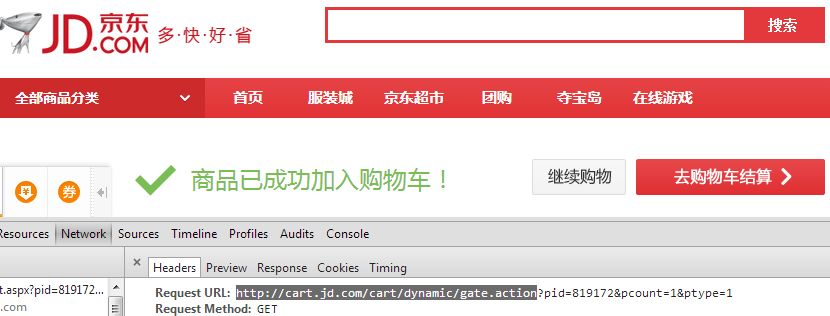 JD京东
.COM
多·快·好·省
搜索
全部商品分类
首页
服装城
京东超市
团购
夺宝岛
在线游戏
券
商品已成功加入购物车！
继续购物
去购物车结算
Resources Network Sources Timeline Profiles Audits Console
× Headers Preview Response Cookies Timing
t.aspx?pid=819172...
.com
Request URL: http://cart.jd.com/cart/dynamic/gate.action?pid=819172&pcount=1&ptype=1
Request Method: GET